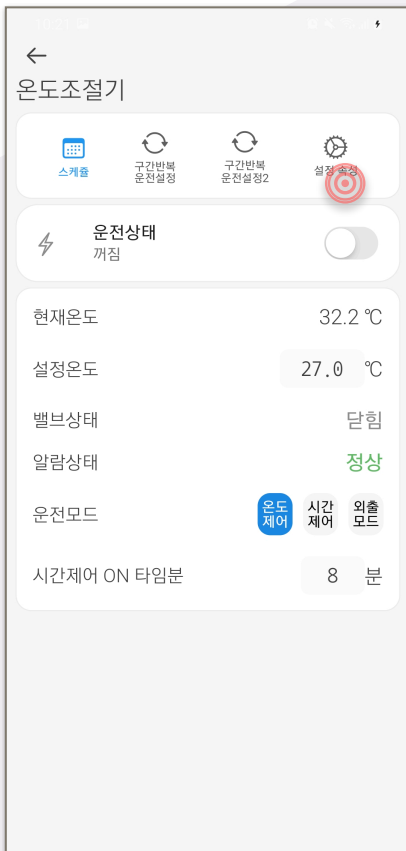 온도조절기
스케쥴
구간반복
운전설정
구간반복
운전설정2
설정 속성
운전상태
꺼짐
현재온도 32.2 ℃
설정온도 27.0 ℃
밸브상태 닫힘
알람상태 정상
운전모드 온도 시간 외출
제어 제어 모드
시간제어 ON 타임분 8 분